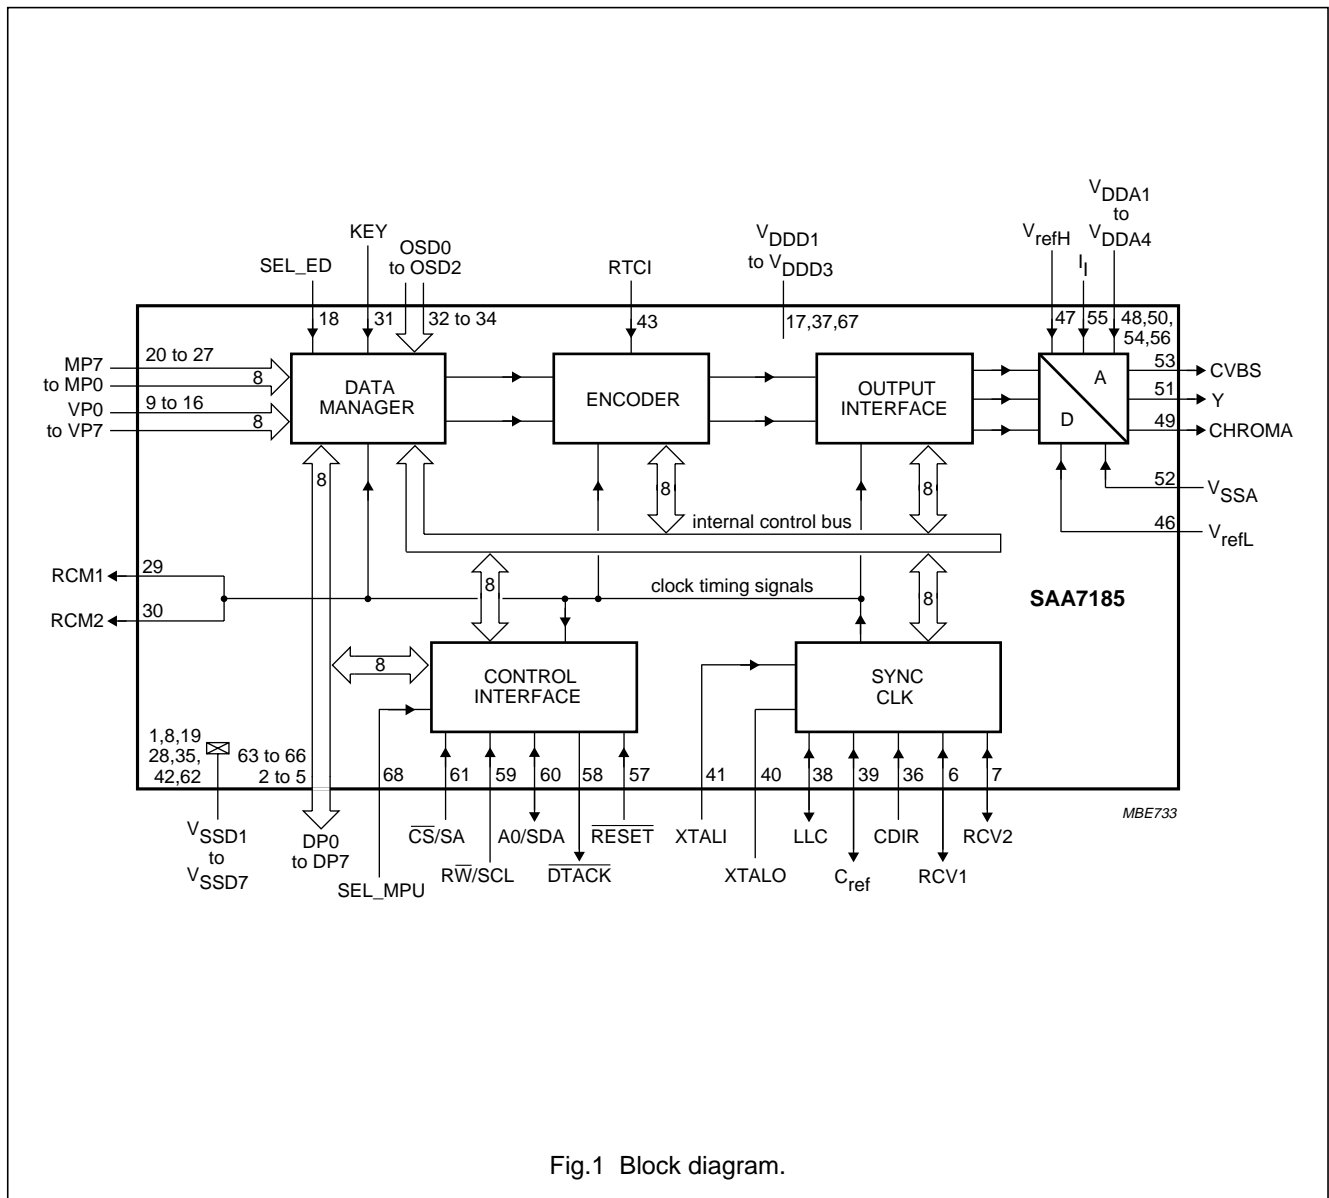 VDDA1
to
VDDA4
KEY
OSD0
to OSD2
VDDD1
to VDDD3
VrefH
II
SEL_ED
RTCI
18
31
32 to 34
43
17,37,67
47
55
48,50,
54,56
MP7
to MP0
20 to 27
8
VP0
to VP7
9 to 16
8
DATA
MANAGER
ENCODER
OUTPUT
INTERFACE
A
D
53
CVBS
51
Y
49
CHROMA
52
VSSA
46
VrefL
8
8
8
internal control bus
RCM1
29
RCM2
30
8
clock timing signals
8
SAA7185
8
CONTROL
INTERFACE
SYNC
CLK
1,8,19
28,35,
42,62
63 to 66
2 to 5
68
61
59
60
58
57
41
40
38
39
36
6
7
MBE733
VSSD1
to
VSSD7
DP0
to DP7
SEL_MPU
C̅S̅/SA
RW̅/SCL
A0/SDA
D̅T̅A̅C̅K̅
R̅E̅S̅E̅T̅
XTALI
XTALO
LLC
Cref
CDIR
RCV1
RCV2
Fig.1 Block diagram.